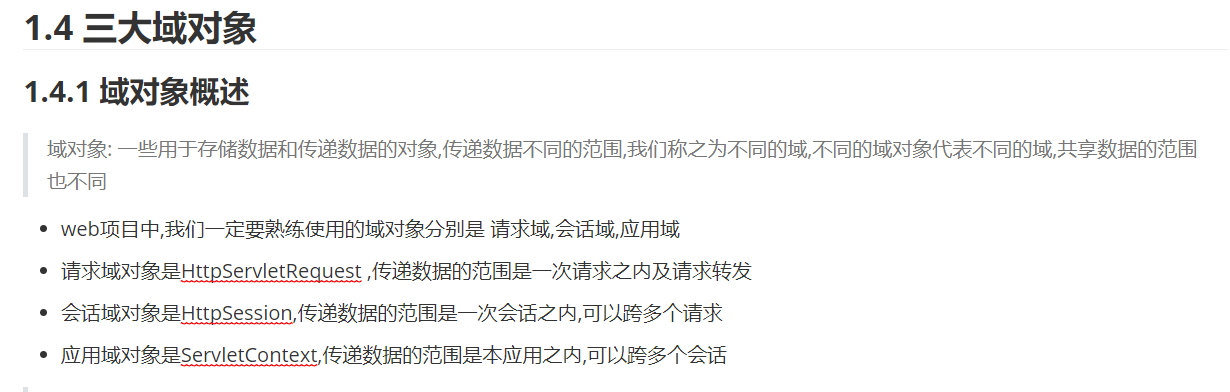 1.4 三大域对象
1.4.1 域对象概述
域对象: 一些用于存储数据和传递数据的对象,传递数据不同的范围,我们称之为不同的域,不同的域对象代表不同的域,共享数据的范围
也不同
web项目中,我们一定要熟练使用的域对象分别是 请求域,会话域,应用域
请求域对象是HttpServletRequest ,传递数据的范围是一次请求之内及请求转发
会话域对象是HttpSession,传递数据的范围是一次会话之内,可以跨多个请求
应用域对象是ServletContext,传递数据的范围是本应用之内,可以跨多个会话